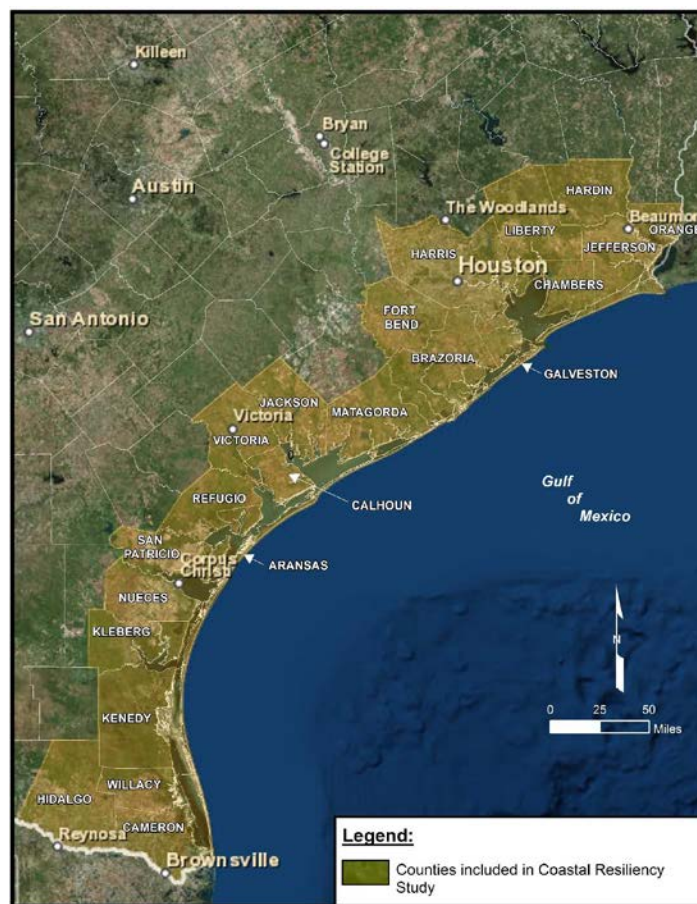 Killeen
Bryan
College
Station
Austin
HARDIN
The Woodlands
Beaumont
LIBERTY
ORANGE
HARRIS
JEFFERSON
Houston
CHAMBERS
San Antonio
FORT
BEND
BRAZORIA
GALVESTON
JACKSON
MATAGORDA
Victoria
VICTORIA
Gulf
of
Mexico
REFUGIO
CALHOUN
SAN
PATRICIO
ARANSAS
Corpus
Christi
NUECES
KLEBERG
N
KENEDY
0 25 50
Miles
WILLACY
HIDALGO
CAMERON
Reynosa
Brownsville
Legend:
Counties included in Coastal Resiliency
Study